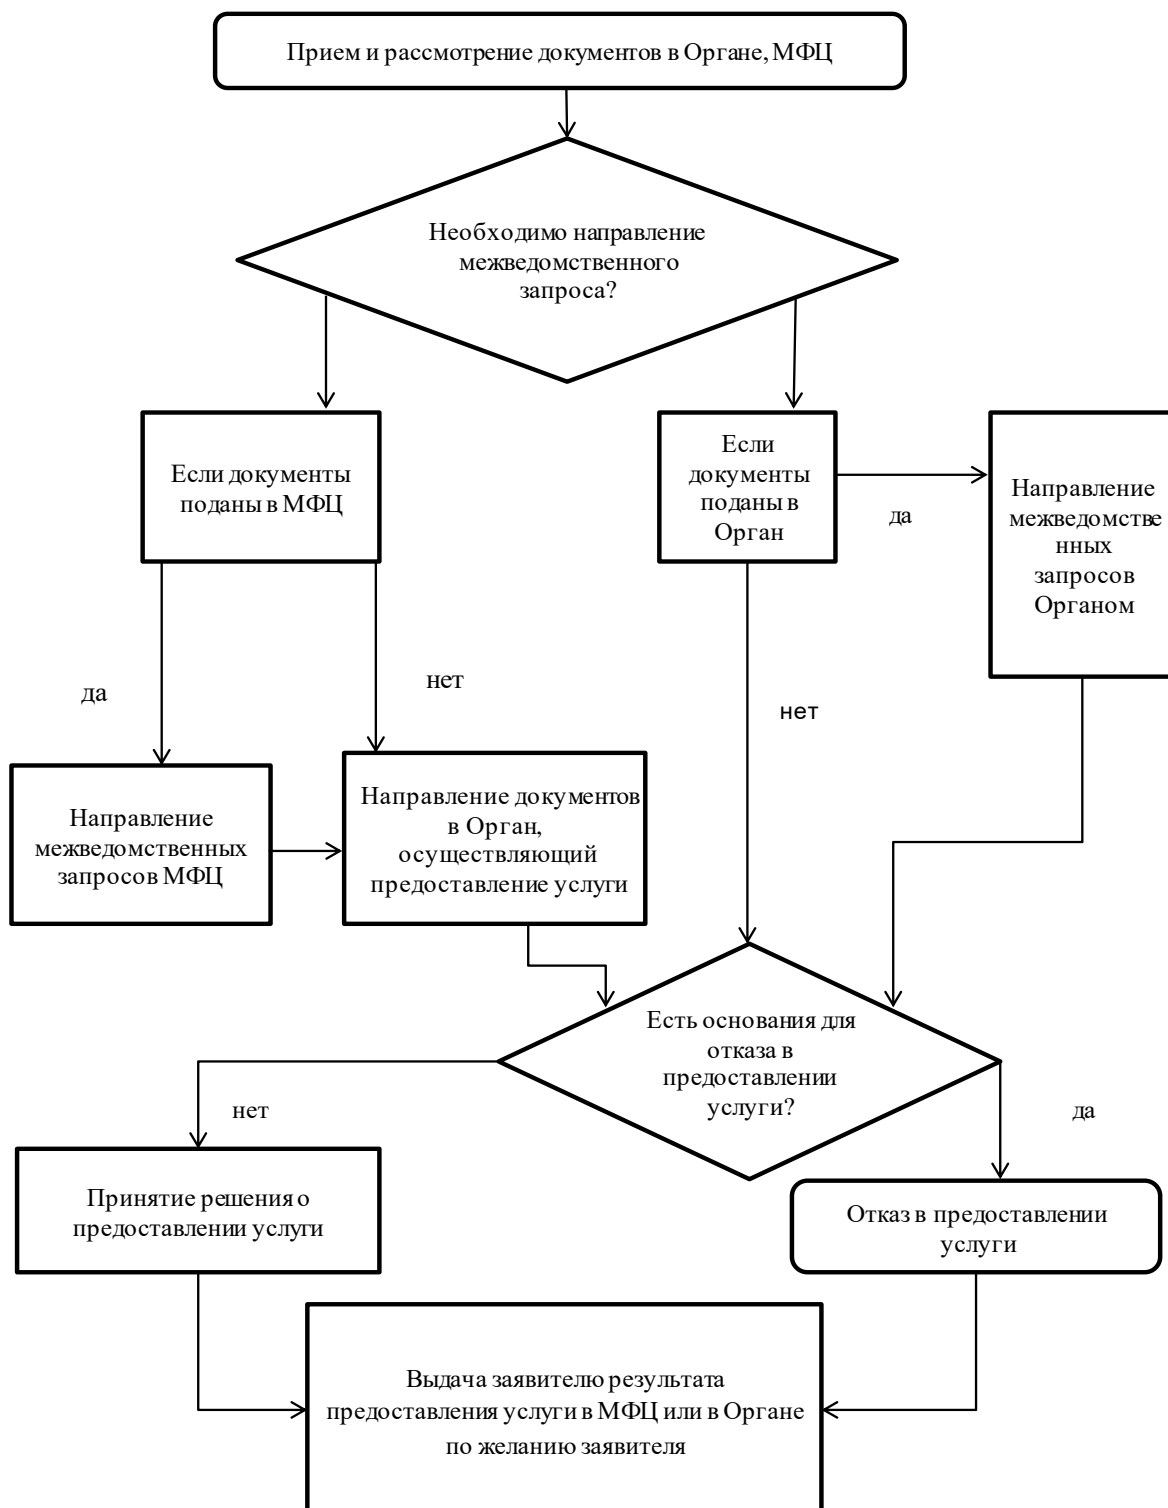 Прием и рассмотрение документов в Органе, МФЦ
Необходимо направление
межведомственного
запроса?
Если документы
поданы в МФЦ
Если
документы
поданы в
Орган
да
Направление
межведомстве
нных
запросов
Органом
да
нет
нет
Направление
межведомственных
запросов МФЦ
Направление документов
в Орган,
осуществляющий
предоставление услуги
Есть основания для
отказа в
предоставлении
услуги?
нет
да
Принятие решения о
предоставлении услуги
Отказ в предоставлении
услуги
Выдача заявителю результата
предоставления услуги в МФЦ или в Органе
по желанию заявителя